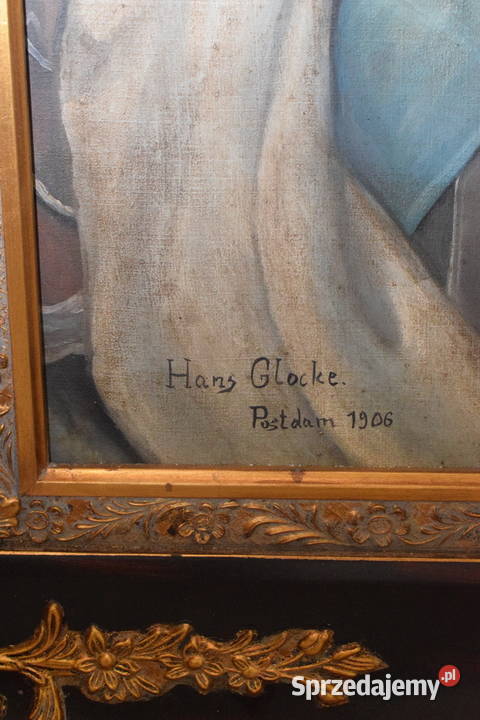 Hans Glocke.
Postdam 1906
Sprzedajemy.pl